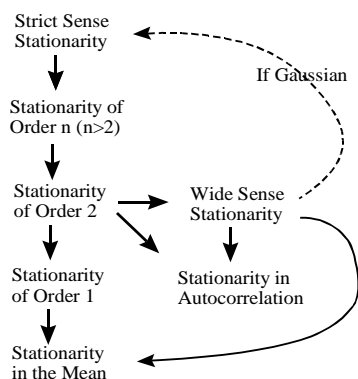 Strict Sense
Stationarity
If Gaussian
Stationarity of
Order n (n>2)
Stationarity
of Order 2
Wide Sense
Stationarity
Stationarity
of Order 1
Stationarity in
Autocorrelation
Stationarity
in the Mean